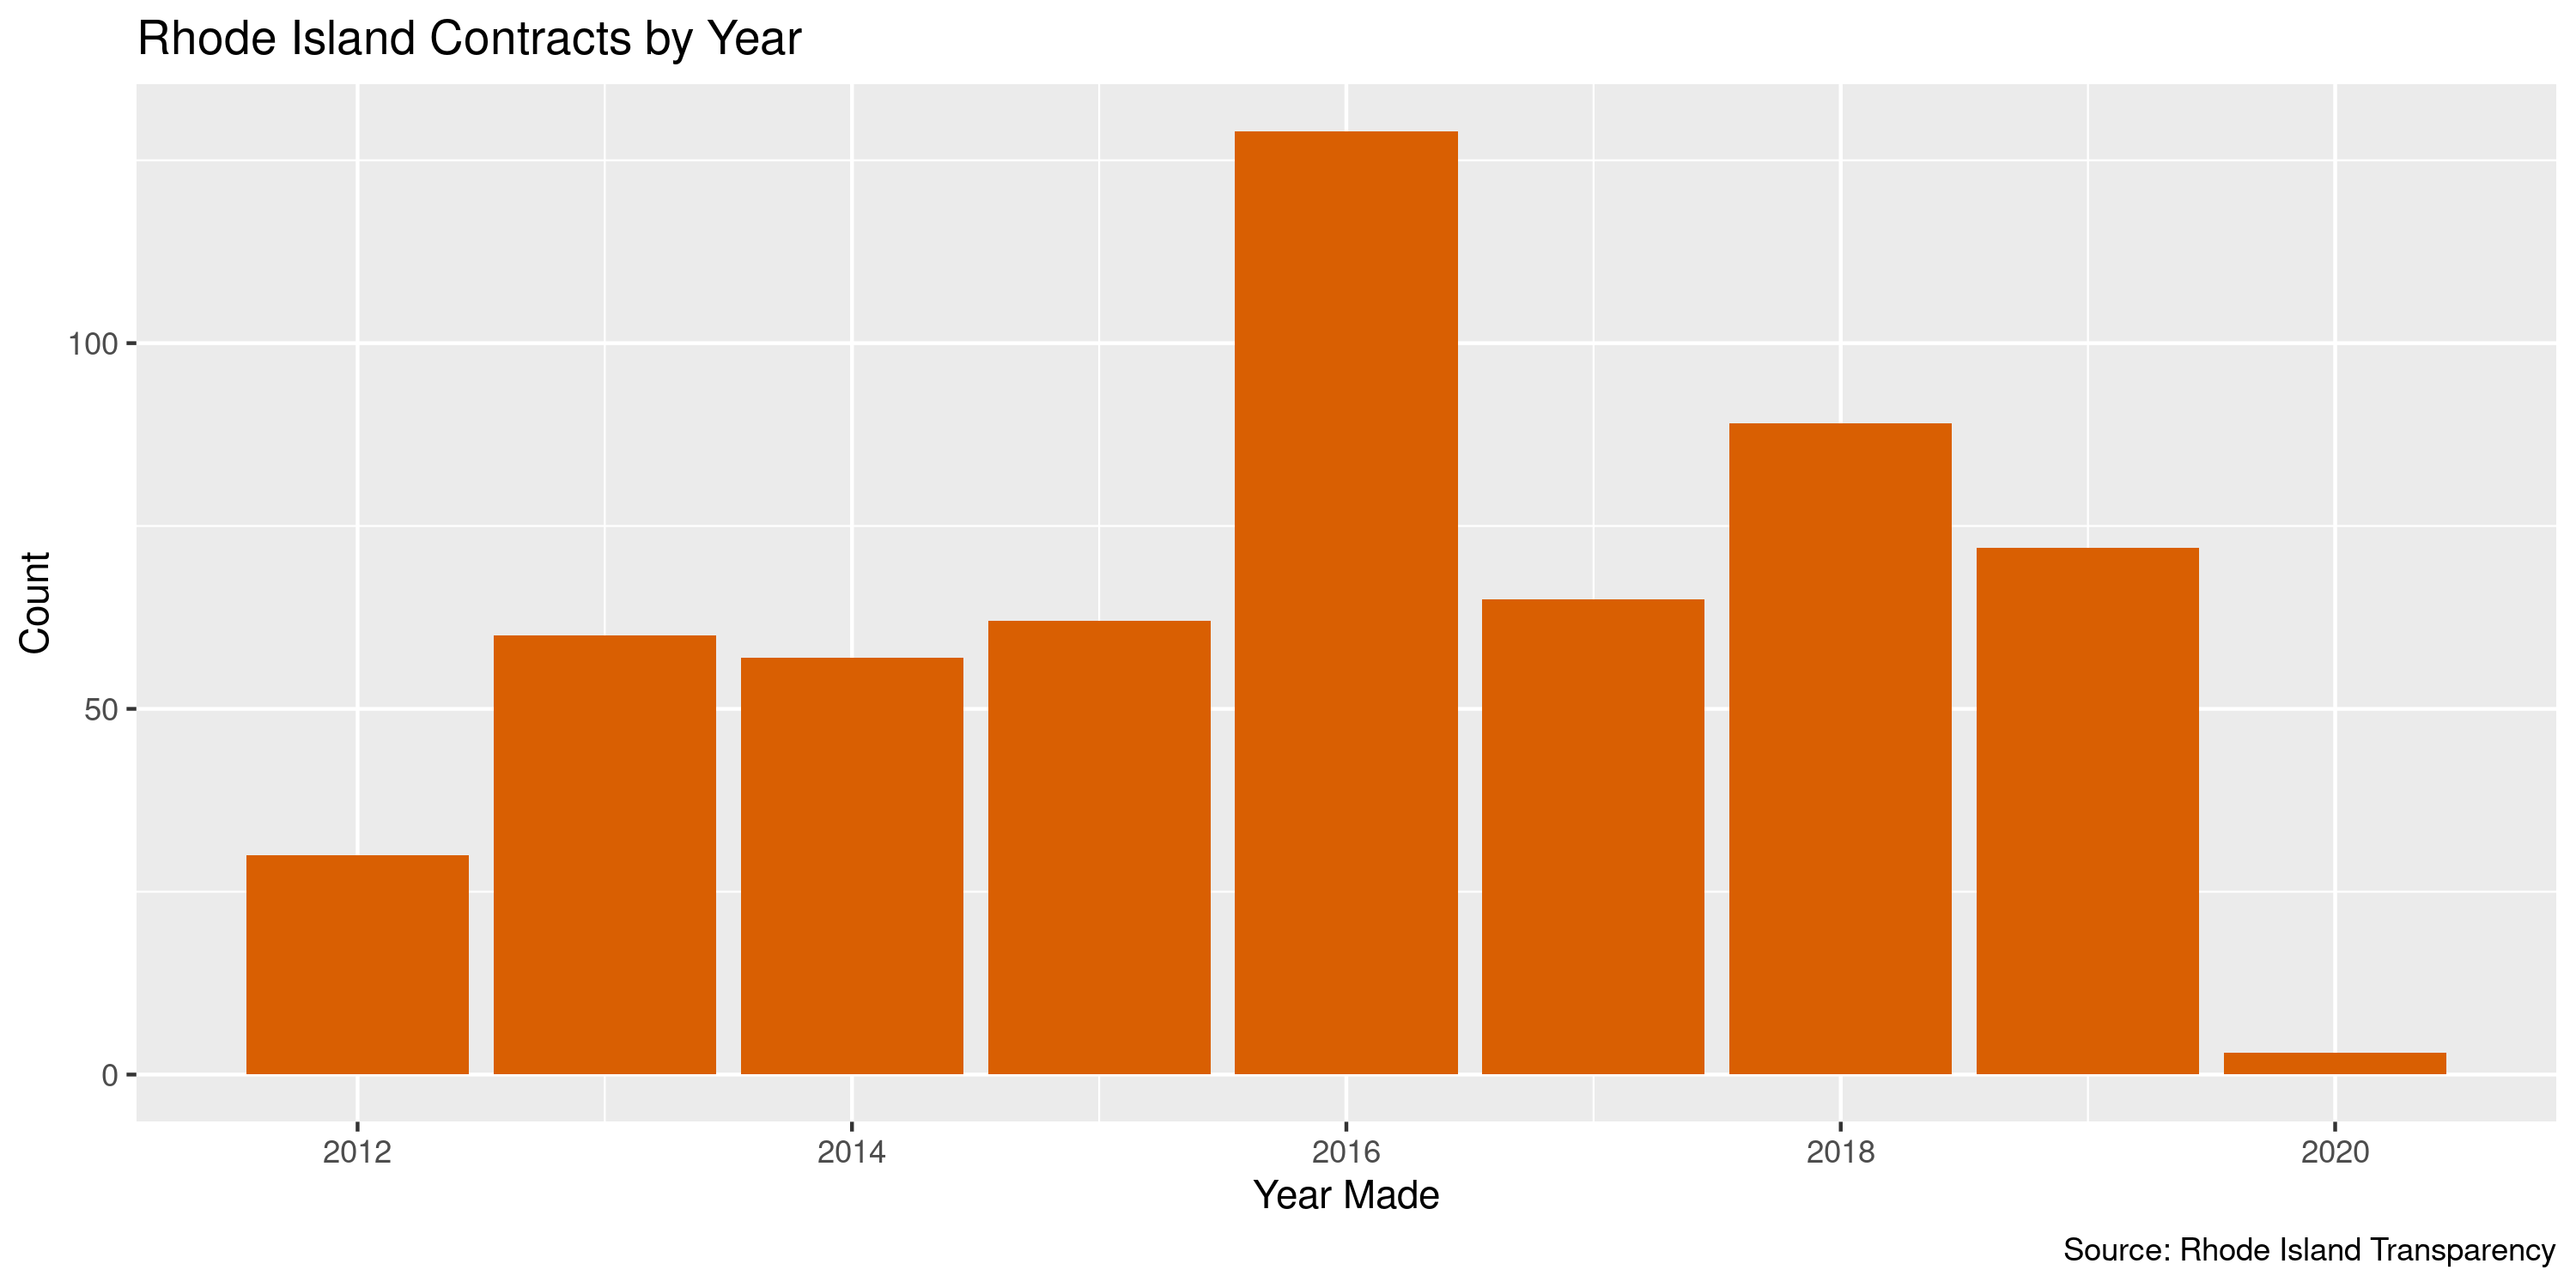 Rhode Island Contracts by Year
Count
100
50
0
2012 2014 2016 2018 2020
Year Made
Source: Rhode Island Transparency